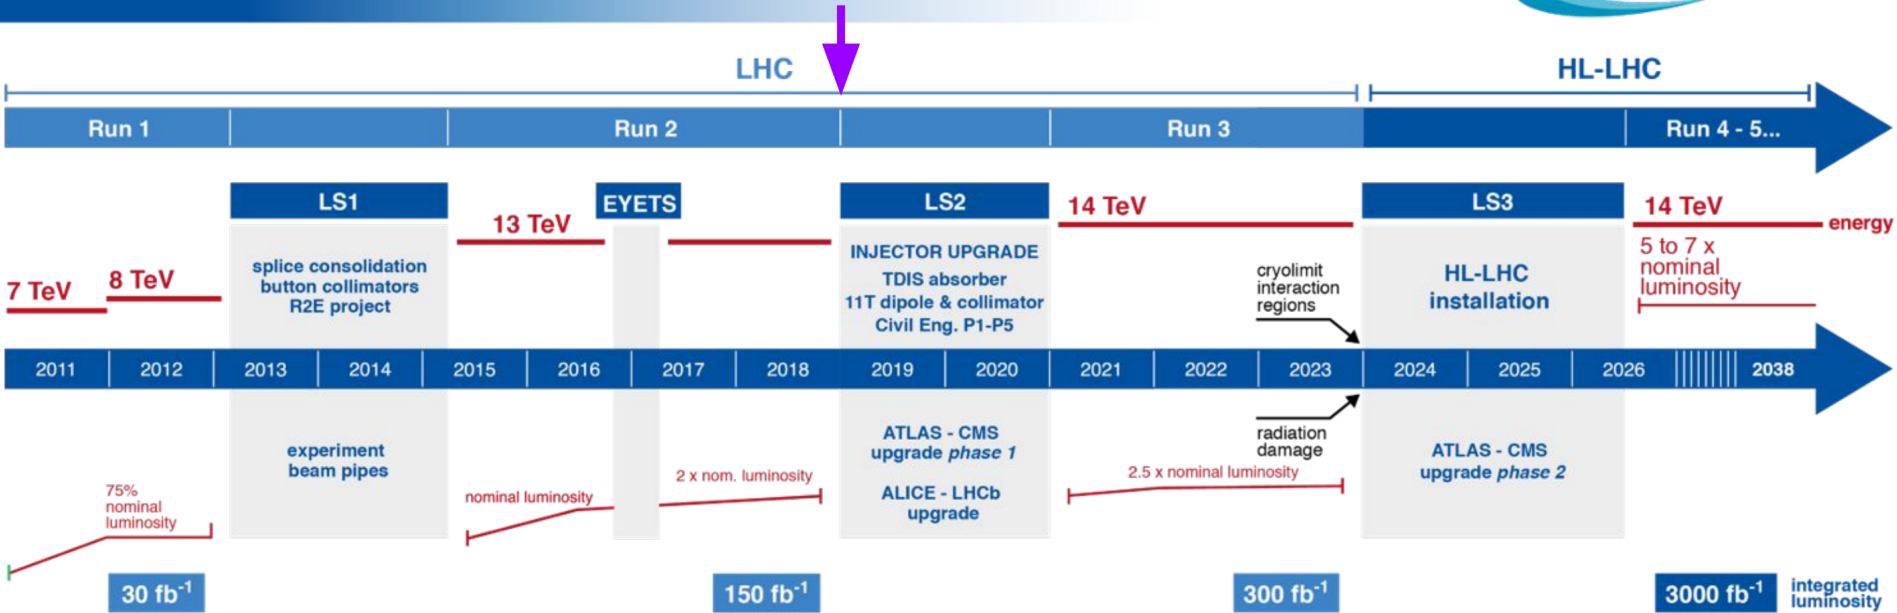 LHC
HL-LHC
Run 1
Run 2
Run 3
Run 4 - 5...
LS1
EYETS
LS2
LS3
13 TeV
14 TeV
14 TeV
energy
7 TeV
8 TeV
splice consolidation
button collimators
R2E project
INJECTOR UPGRADE
TDIS absorber
11T dipole & collimator
Civil Eng. P1-P5
cryolimit
interaction
regions
HL-LHC
installation
5 to 7 x
nominal
luminosity
2011 2012 2013 2014 2015 2016 2017 2018 2019 2020 2021 2022 2023 2024 2025 2026 2038
experiment
beam pipes
ATLAS - CMS
upgrade phase 1
ALICE - LHCb
upgrade
radiation
damage
ATLAS - CMS
upgrade phase 2
75%
nominal
luminosity
nominal luminosity
2 x nom. luminosity
2.5 x nominal luminosity
30 fb-1
150 fb-1
300 fb-1
3000 fb-1
integrated
luminosity